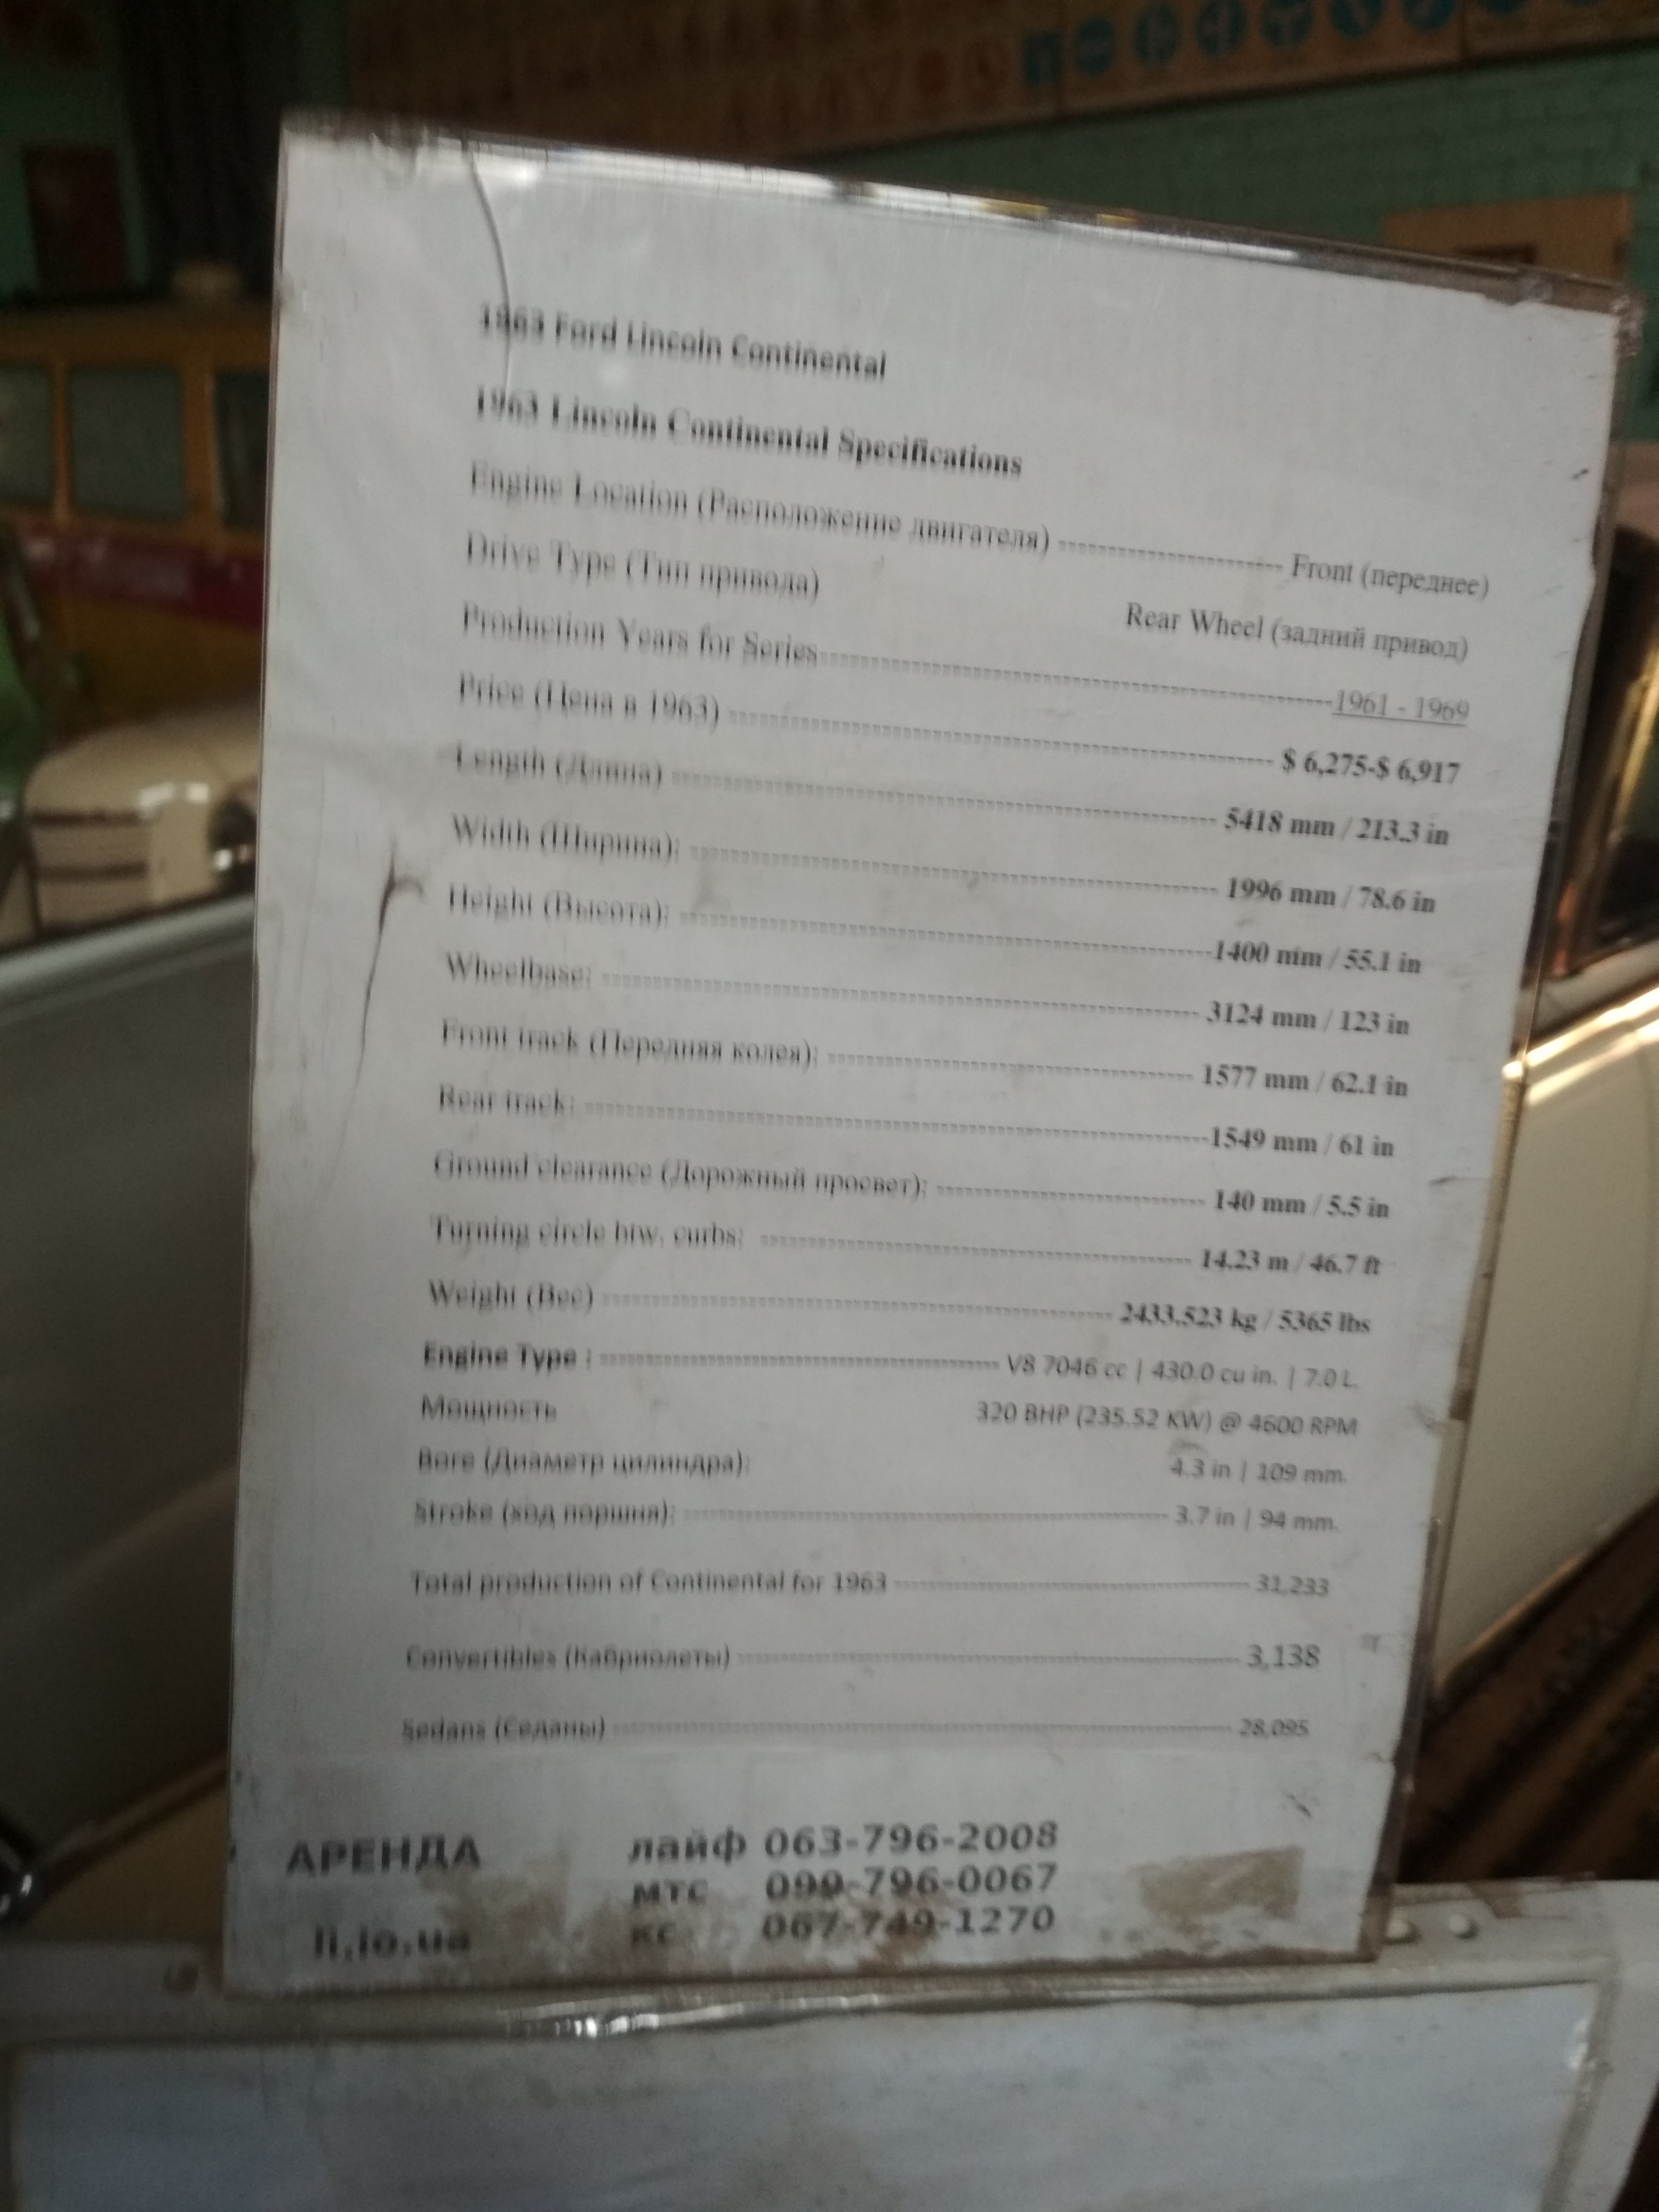 1963 Ford Lincoln Continental
1963 Lincoln Continental Specifications
Engine Location (Расположение двигателя) ------------------------- Front (переднее)
Drive Type (Тип привода) Rear Wheel (задний привод)
Production Years for Series--------------------------------------------------1961 - 1969
Price (Цена в 1963) -------------------------------------------------- $ 6,275-$ 6,917
Length (Длина) -------------------------------------------------- 5418 mm / 213.3 in
Width (Ширина): -------------------------------------------------- 1996 mm / 78.6 in
Height (Высота): --------------------------------------------------1400 mm / 55.1 in
Wheelbase: -------------------------------------------------- 3124 mm / 123 in
Front track (Передняя колея): ---------------------------------------- 1577 mm / 62.1 in
Rear track: --------------------------------------------------1549 mm / 61 in
Ground clearance (Дорожный просвет): ------------------------------ 140 mm / 5.5 in
Turning circle btw. curbs: ---------------------------------------- 14.23 m / 46.7 ft
Weight (Вес) -------------------------------------------------- 2433.523 kg / 5365 lbs
Engine Type : ---------------------------------------- V8 7046 cc | 430.0 cu in. | 7.0 L.
Мощность 320 BHP (235.52 KW) @ 4600 RPM
Bore (Диаметр цилиндра): 4.3 in | 109 mm.
Stroke (ход поршня): -------------------------------------------------- 3.7 in | 94 mm.
Total production of Continental for 1963 ---------------------------------------- 31,233
Convertibles (Кабриолеты) -------------------------------------------------- 3,138
Sedans (Седаны) -------------------------------------------------- 28,095
АРЕНДА лайф 063-796-2008
МТС 099-796-0067
li.io.ua КС 067-749-1270